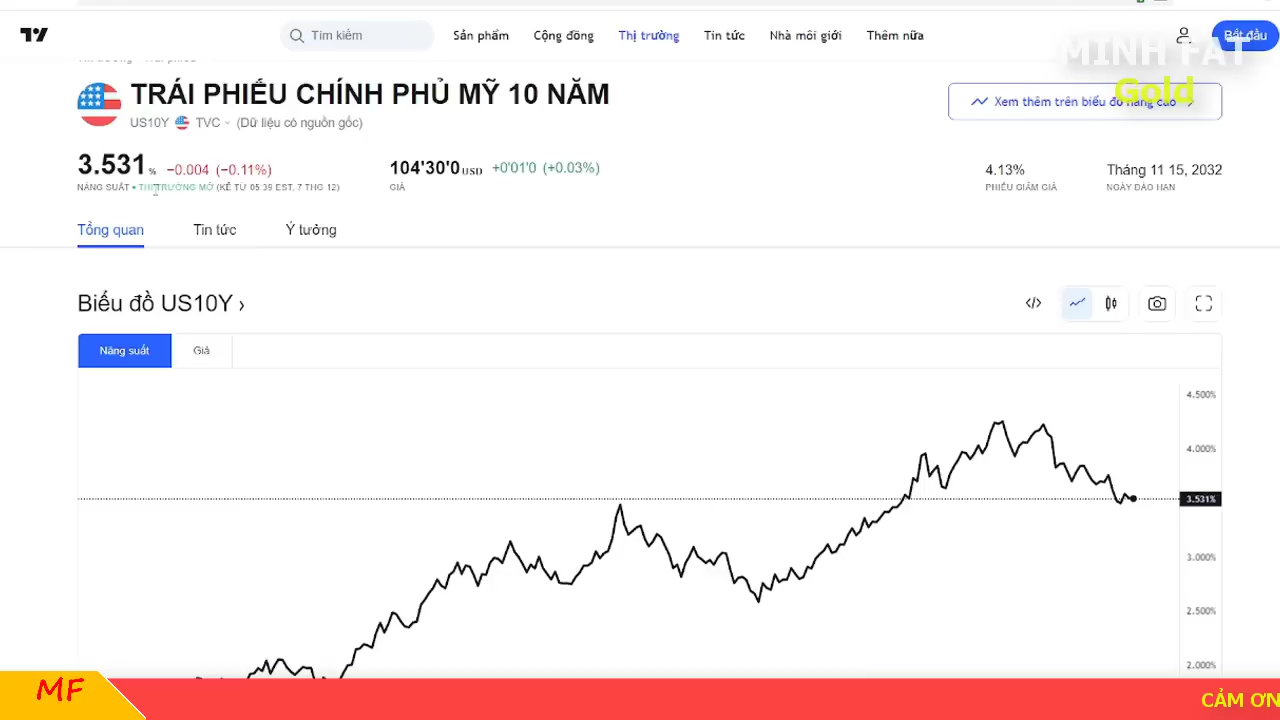 Tìm kiếm
Sản phẩm
Cộng đồng
Thị trường
Tin tức
Nhà môi giới
Thêm nữa
Bắt đầu
MINH FAT
Gold
TRÁI PHIẾU CHÍNH PHỦ MỸ 10 NĂM
US10Y TVC (Dữ liệu có nguồn gốc)
Xem thêm trên biểu đồ nâng cao
3.531 % −0.004 (−0.11%)
NĂNG SUẤT • THỊ TRƯỜNG MỞ (KỂ TỪ 05:39 EST, 7 THG 12)
104'30'0 USD +0'01'0 (+0.03%)
GIÁ
4.13%
PHIẾU GIẢM GIÁ
Tháng 11 15, 2032
NGÀY ĐÁO HẠN
Tổng quan
Tin tức
Ý tưởng
Biểu đồ US10Y ›
Năng suất
Giá
4.500%
4.000%
3.531%
3.000%
2.500%
2.000%
MF
CẢM ƠN